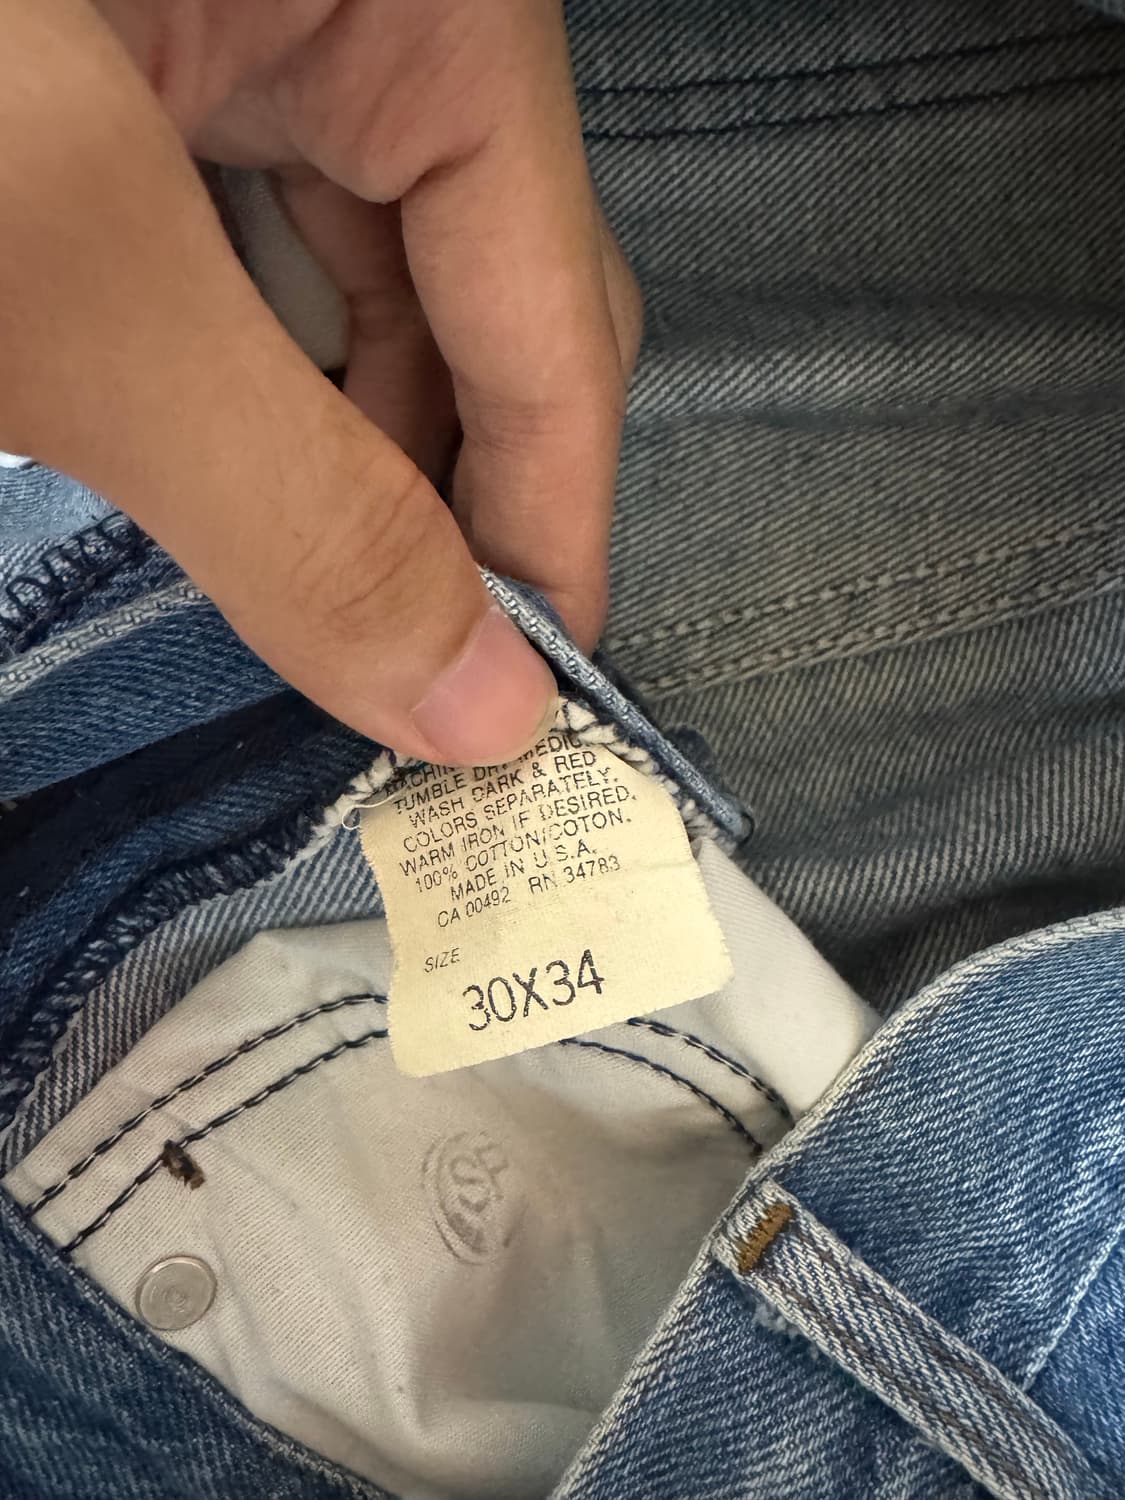 TUMBLE DRY MEDIUM
WASH DARK & RED
COLORS SEPARATELY.
WARM IRON IF DESIRED.
100% COTTON/COTON.
MADE IN U.S.A.
CA 00492 RN 34783
SIZE
30X34
SP